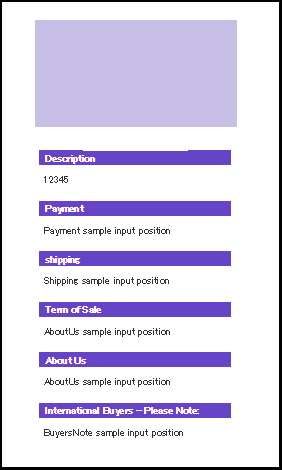 Description
12345
Payment
Payment sample input position
shipping
Shipping sample input position
Term of Sale
AboutUs sample input position
About Us
AboutUs sample input position
International Buyers – Please Note:
BuyersNote sample input position